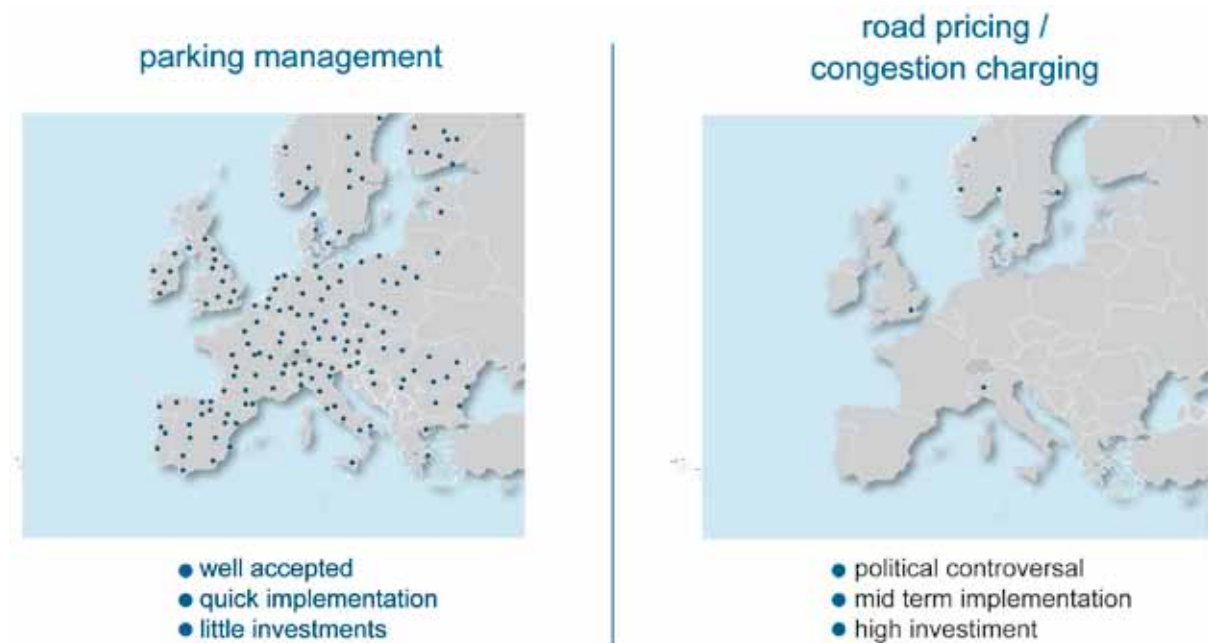 parking management
road pricing /
congestion charging
● well accepted
● quick implementation
● little investments
● political controversal
● mid term implementation
● high investiment